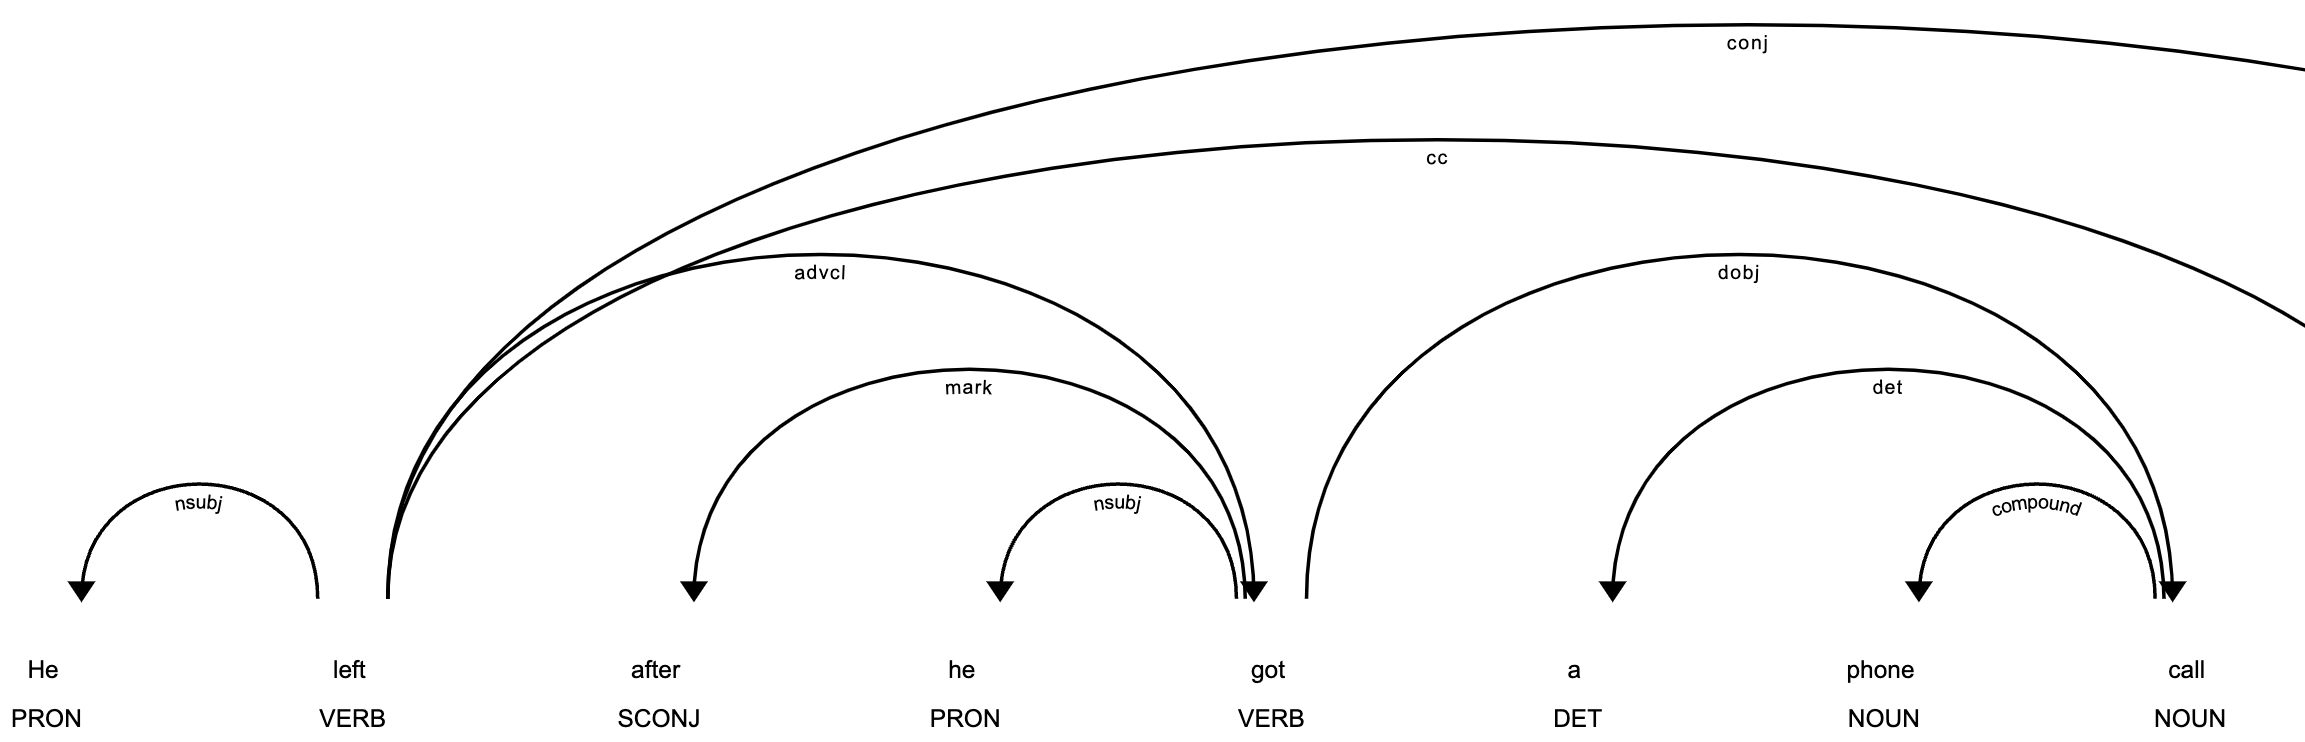 conj
cc
advcl dobj
mark det
nsubj nsubj compound
He left after he got a phone call
PRON VERB SCONJ PRON VERB DET NOUN NOUN